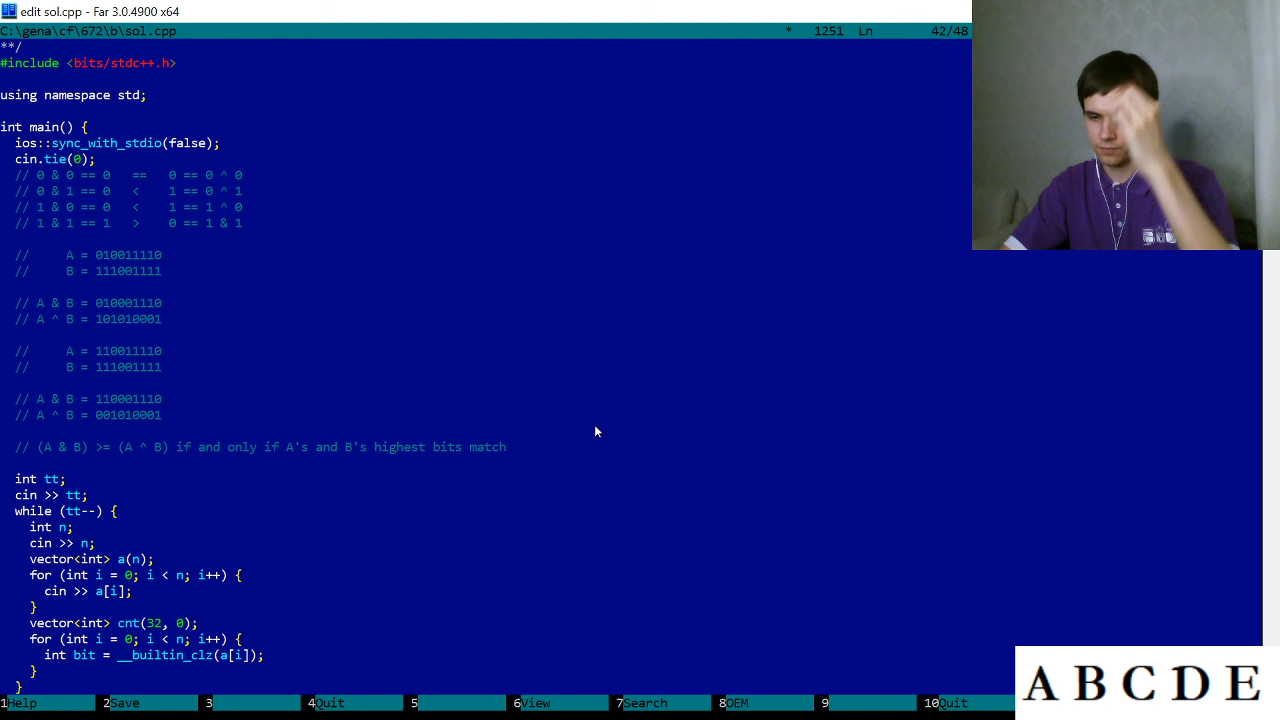 edit sol.cpp - Far 3.0.4900 x64
C:\gena\cf\672\b\sol.cpp * 1251 Ln 42/48
**/
#include <bits/stdc++.h>
using namespace std;
int main() {
ios::sync_with_stdio(false);
cin.tie(0);
// 0 & 0 == 0 == 0 == 0 ^ 0
// 0 & 1 == 0 < 1 == 0 ^ 1
// 1 & 0 == 0 < 1 == 1 ^ 0
// 1 & 1 == 1 > 0 == 1 & 1
// A = 010011110
// B = 111001111
// A & B = 010001110
// A ^ B = 101010001
// A = 110011110
// B = 111001111
// A & B = 110001110
// A ^ B = 001010001
// (A & B) >= (A ^ B) if and only if A's and B's highest bits match
int tt;
cin >> tt;
while (tt--) {
int n;
cin >> n;
vector<int> a(n);
for (int i = 0; i < n; i++) {
cin >> a[i];
}
vector<int> cnt(32, 0);
for (int i = 0; i < n; i++) {
int bit = __builtin_clz(a[i]);
}
}
1Help 2Save 3 4Quit 5 6View 7Search 8OEM 9 10Quit
A B C D E